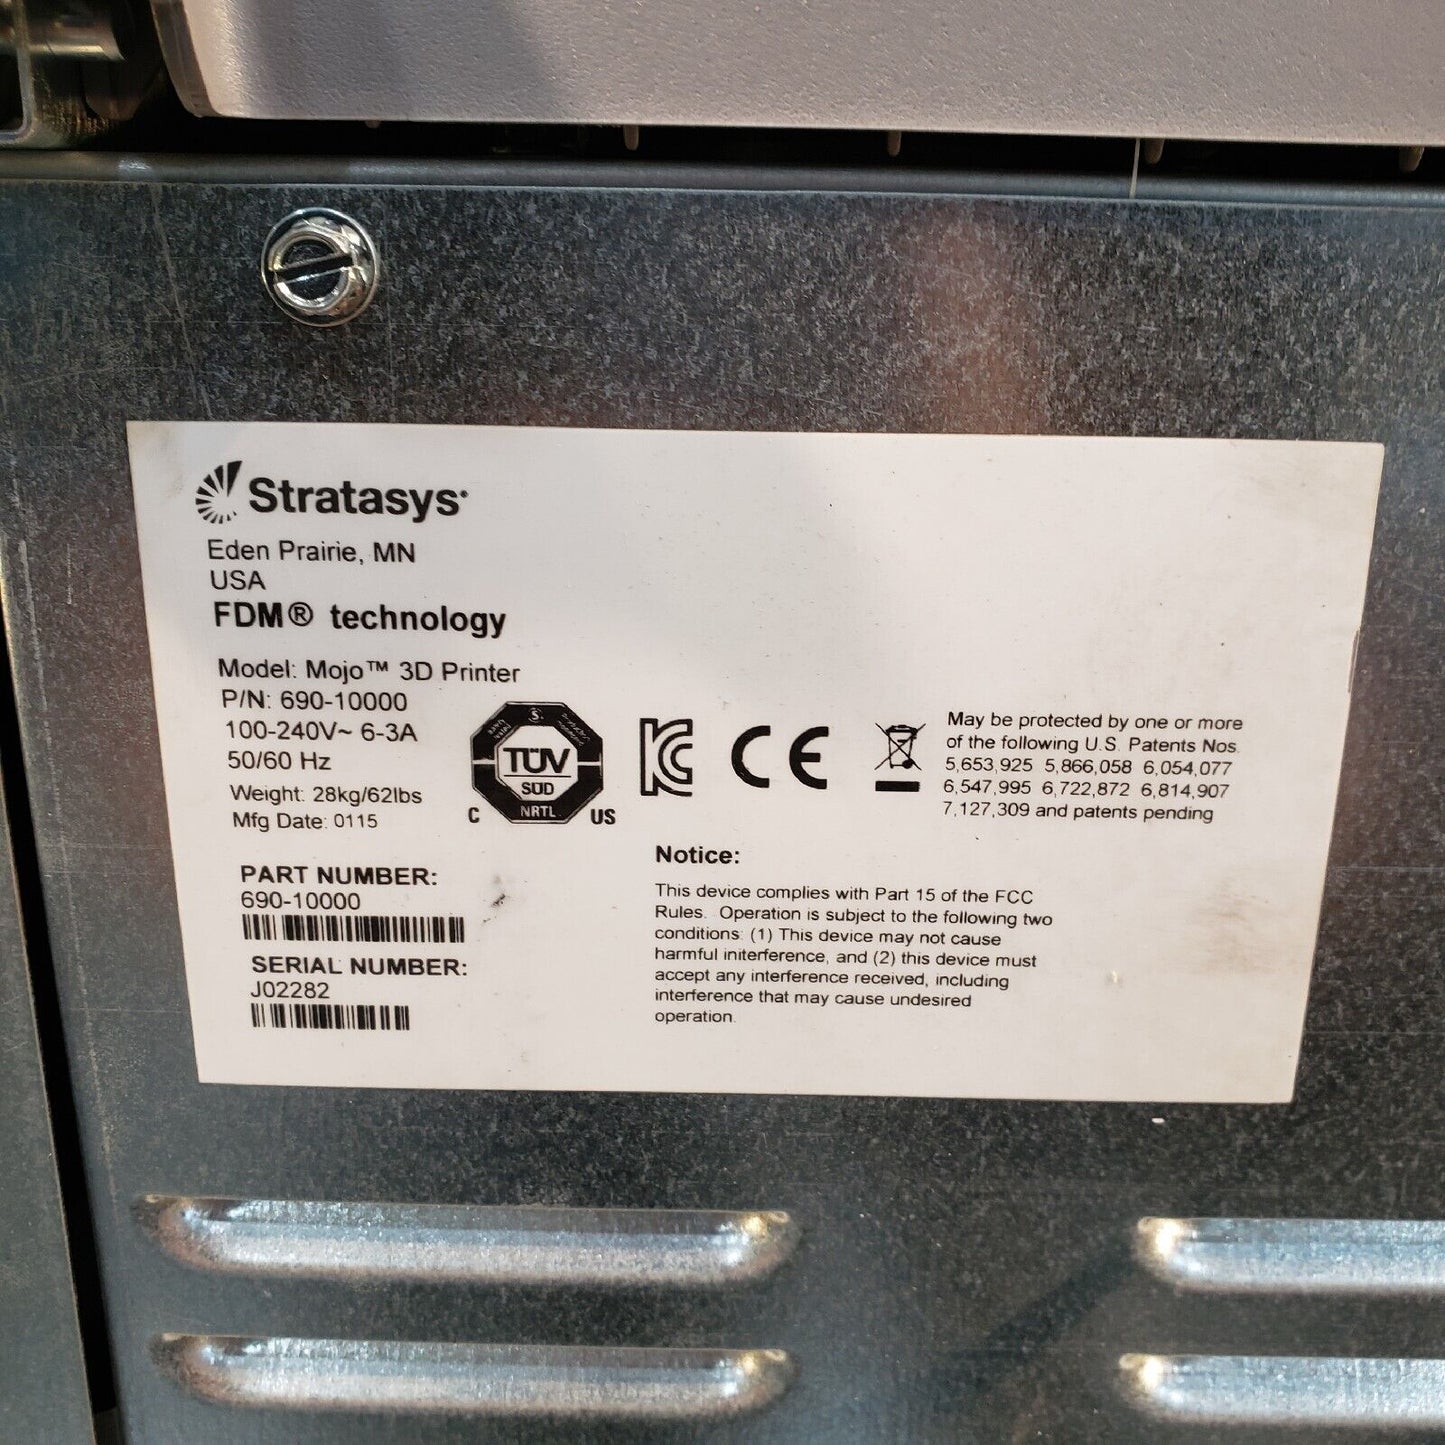 Stratasys
Eden Prairie, MN
USA
FDM® technology
Model: Mojo™ 3D Printer
P/N: 690-10000
100-240V~ 6-3A
50/60 Hz
Weight: 28kg/62lbs
Mfg Date: 0115
TÜV
SÜD
NRTL
C US
KC
CE
May be protected by one or more
of the following U.S. Patents Nos.
5,653,925 5,866,058 6,054,077
6,547,995 6,722,872 6,814,907
7,127,309 and patents pending
PART NUMBER:
690-10000
SERIAL NUMBER:
J02282
Notice:
This device complies with Part 15 of the FCC
Rules. Operation is subject to the following two
conditions: (1) This device may not cause
harmful initerference, and (2) this device must
accept any interference received, including
interference that may cause undesired
operation.